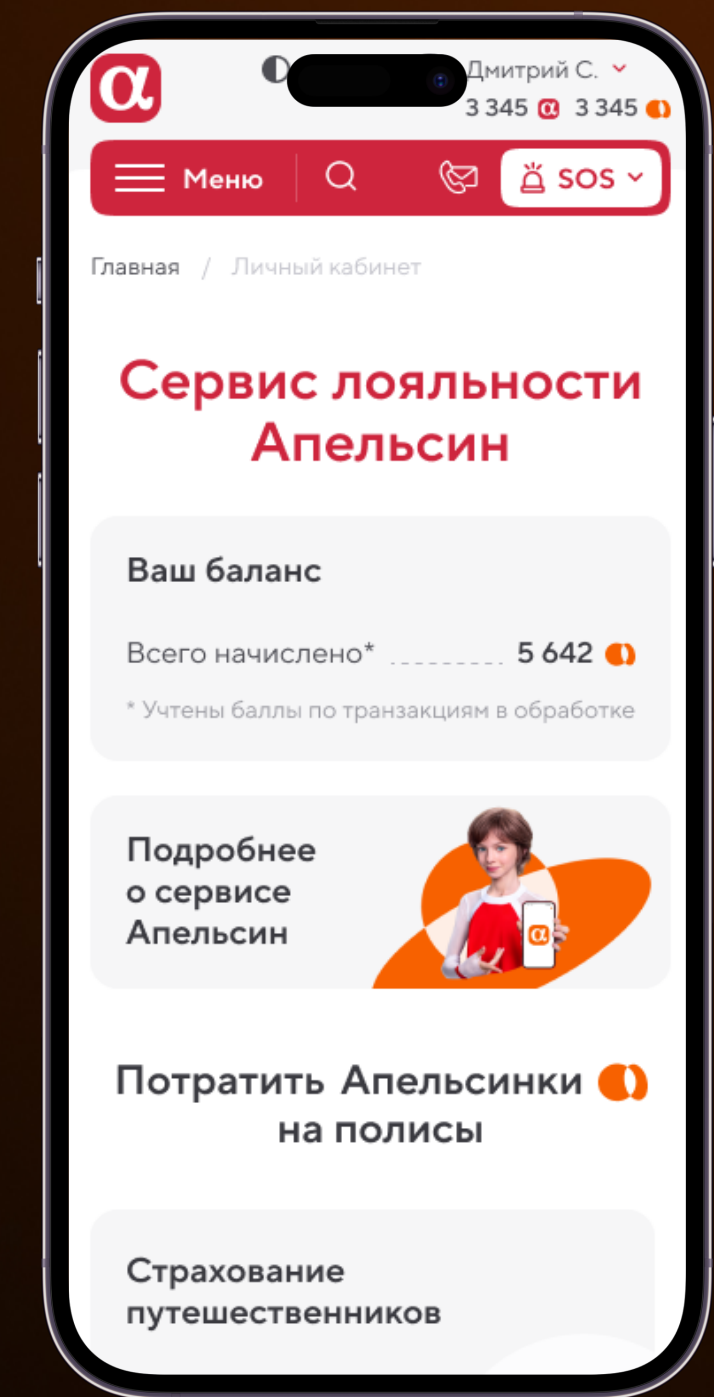 α
Дмитрий С.
3 345 α 3 345
Меню
SOS
Главная / Личный кабинет
Сервис лояльности
Апельсин
Ваш баланс
Всего начислено* 5 642
* Учтены баллы по транзакциям в обработке
Подробнее
о сервисе
Апельсин
α
Потратить Апельсинки
на полисы
Страхование
путешественников